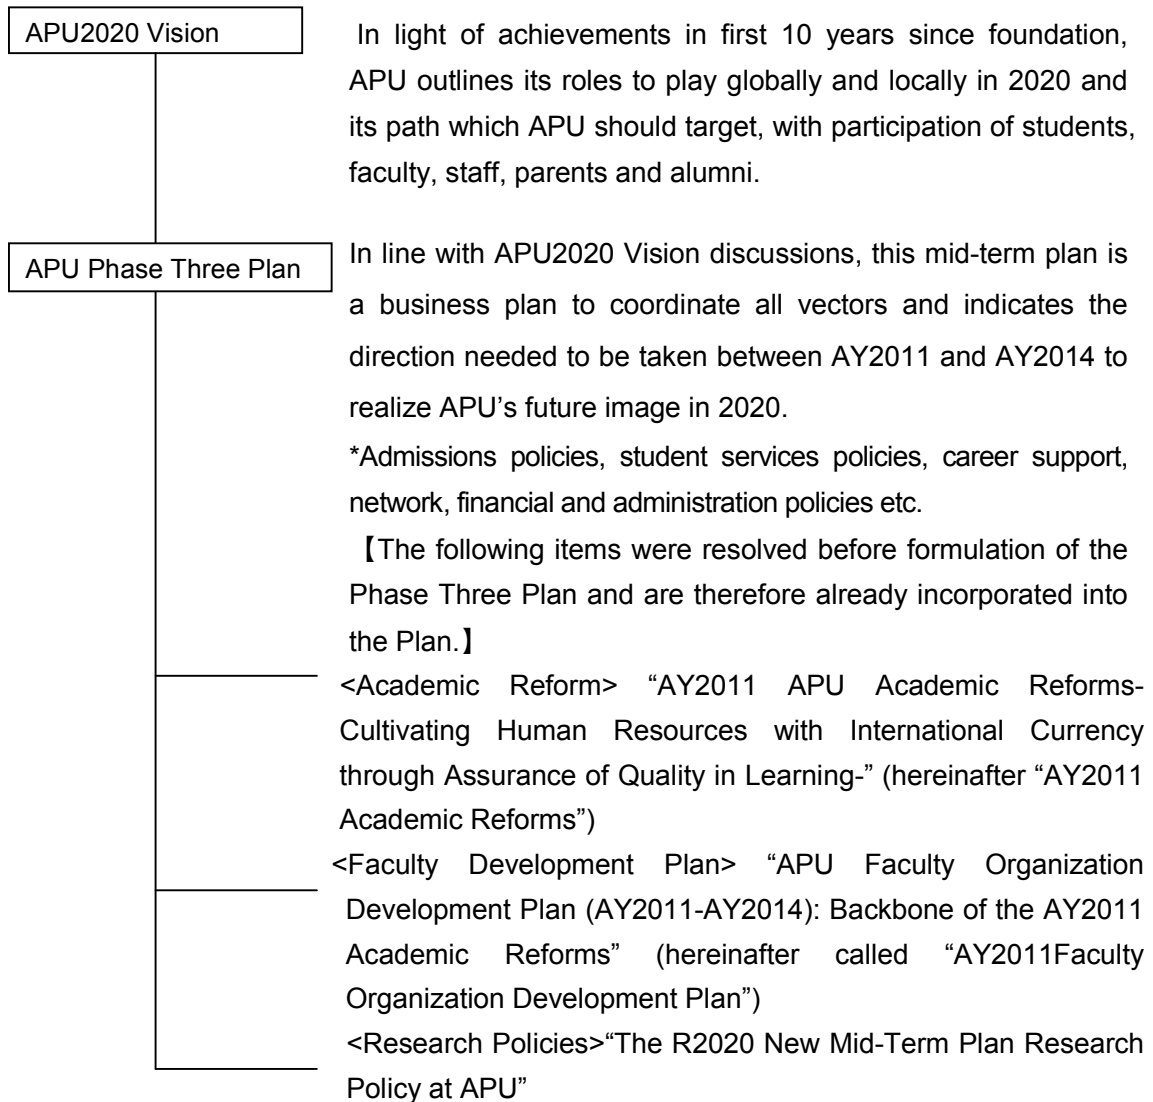 APU2020 Vision
In light of achievements in first 10 years since foundation,
APU outlines its roles to play globally and locally in 2020 and
its path which APU should target, with participation of students,
faculty, staff, parents and alumni.
APU Phase Three Plan
In line with APU2020 Vision discussions, this mid-term plan is
a business plan to coordinate all vectors and indicates the
direction needed to be taken between AY2011 and AY2014 to
realize APU’s future image in 2020.
*Admissions policies, student services policies, career support,
network, financial and administration policies etc.
【The following items were resolved before formulation of the
Phase Three Plan and are therefore already incorporated into
the Plan.】
<Academic Reform> “AY2011 APU Academic Reforms-
Cultivating Human Resources with International Currency
through Assurance of Quality in Learning-” (hereinafter “AY2011
Academic Reforms”)
<Faculty Development Plan> “APU Faculty Organization
Development Plan (AY2011-AY2014): Backbone of the AY2011
Academic Reforms” (hereinafter called “AY2011Faculty
Organization Development Plan”)
<Research Policies>“The R2020 New Mid-Term Plan Research
Policy at APU”